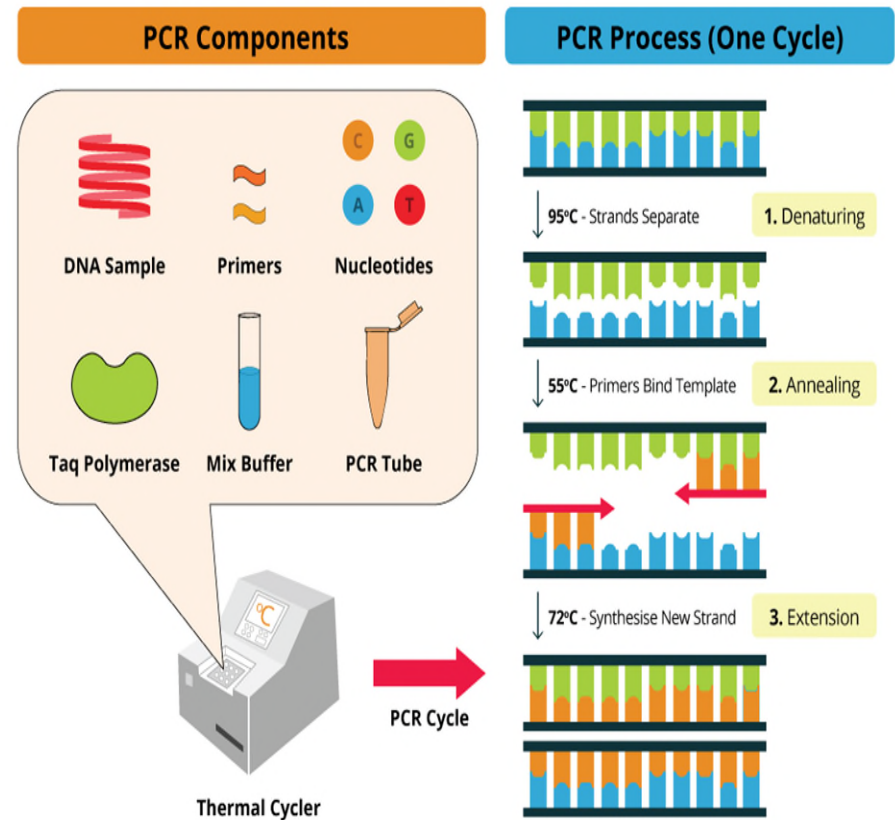 PCR Components
PCR Process (One Cycle)
C
G
A
T
DNA Sample
Primers
Nucleotides
Taq Polymerase
Mix Buffer
PCR Tube
°C
PCR Cycle
Thermal Cycler
95ºC - Strands Separate
1. Denaturing
55ºC - Primers Bind Template
2. Annealing
72ºC - Synthesise New Strand
3. Extension